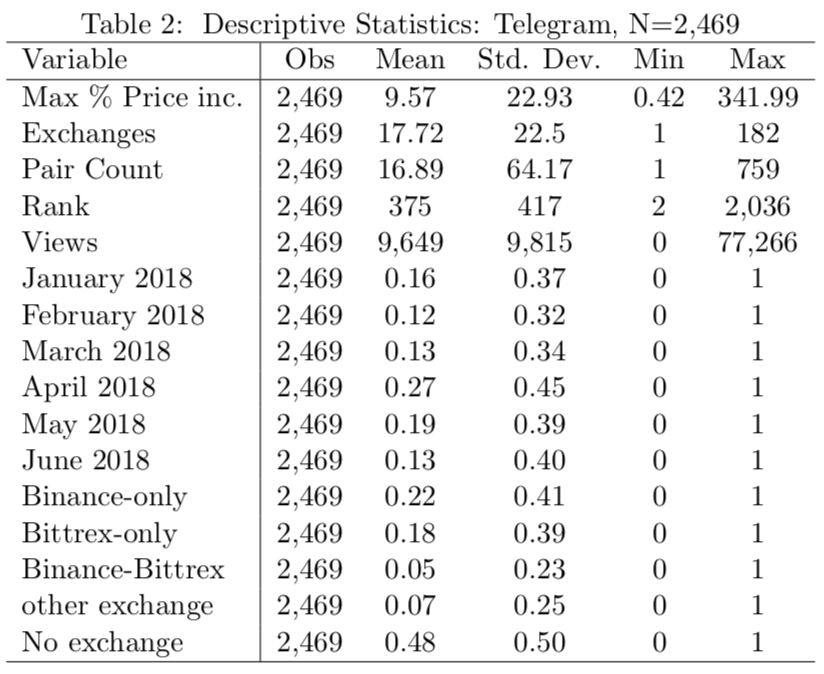 Table 2: Descriptive Statistics: Telegram, N=2,469
Variable Obs Mean Std. Dev. Min Max
Max % Price inc. 2,469 9.57 22.93 0.42 341.99
Exchanges 2,469 17.72 22.5 1 182
Pair Count 2,469 16.89 64.17 1 759
Rank 2,469 375 417 2 2,036
Views 2,469 9,649 9,815 0 77,266
January 2018 2,469 0.16 0.37 0 1
February 2018 2,469 0.12 0.32 0 1
March 2018 2,469 0.13 0.34 0 1
April 2018 2,469 0.27 0.45 0 1
May 2018 2,469 0.19 0.39 0 1
June 2018 2,469 0.13 0.40 0 1
Binance-only 2,469 0.22 0.41 0 1
Bittrex-only 2,469 0.18 0.39 0 1
Binance-Bittrex 2,469 0.05 0.23 0 1
other exchange 2,469 0.07 0.25 0 1
No exchange 2,469 0.48 0.50 0 1